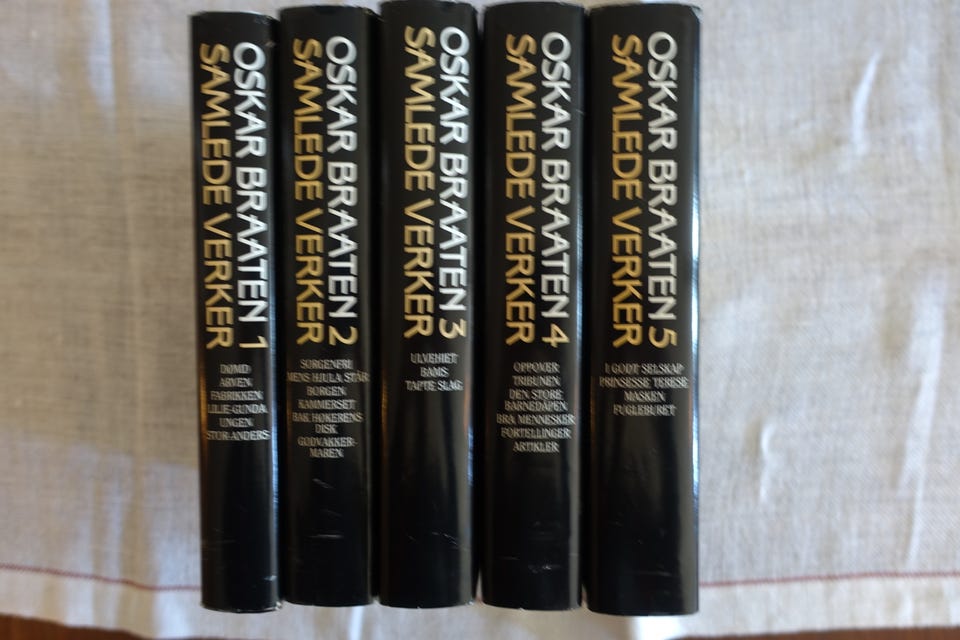 OSKAR BRAATEN 1
SAMLEDE VERKER
DØMD
ARVEN
FABRIKKEN
LILIE-GUNDA
UNGEN
STOR-ANDERS
OSKAR BRAATEN 2
SAMLEDE VERKER
SORGENFRI
MENS HJULA STÅR
BORGEN
KAMMERSET
BAK HØKERENS
DISK
GODVAKKER-
MAREN
OSKAR BRAATEN 3
SAMLEDE VERKER
ULVEHIET
BAMS
TAPTE SLAG
OSKAR BRAATEN 4
SAMLEDE VERKER
OPPOVER
TRIBUNEN
DEN STORE
BARNEDÅPEN
BRA MENNESKER
FORTELLINGER
ARTIKLER
OSKAR BRAATEN 5
SAMLEDE VERKER
I GODT SELSKAP
PRINSESSE TERESE
MASKEN
FUGLEBURET